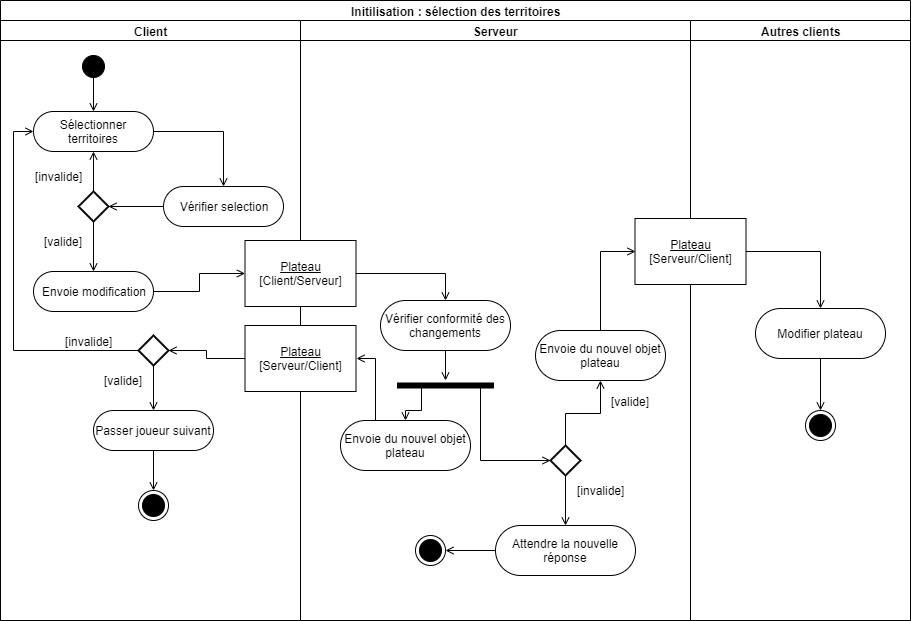 Initilisation : sélection des territoires
Client
Serveur
Autres clients
Sélectionner
territoires
[invalide]
Vérifier selection
[valide]
Envoie modification
Plateau
[Client/Serveur]
Plateau
[Serveur/Client]
Vérifier conformité des
changements
Modifier plateau
[invalide]
Plateau
[Serveur/Client]
Envoie du nouvel objet
plateau
[valide]
[valide]
Passer joueur suivant
Envoie du nouvel objet
plateau
[invalide]
Attendre la nouvelle
réponse